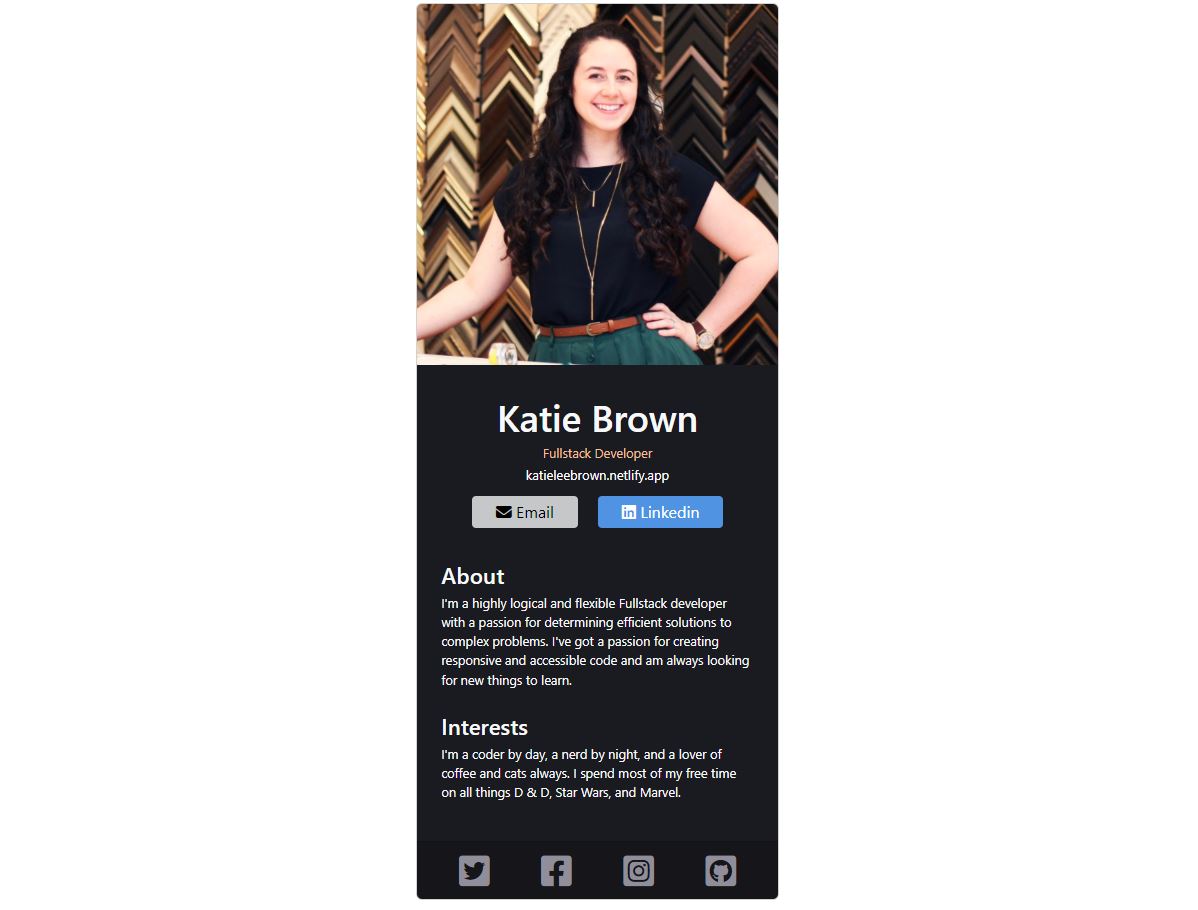 Katie Brown
Fullstack Developer
katieleebrown.netlify.app
Email
Linkedin
About
I'm a highly logical and flexible Fullstack developer
with a passion for determining efficient solutions to
complex problems. I've got a passion for creating
responsive and accessible code and am always looking
for new things to learn.
Interests
I'm a coder by day, a nerd by night, and a lover of
coffee and cats always. I spend most of my free time
on all things D & D, Star Wars, and Marvel.